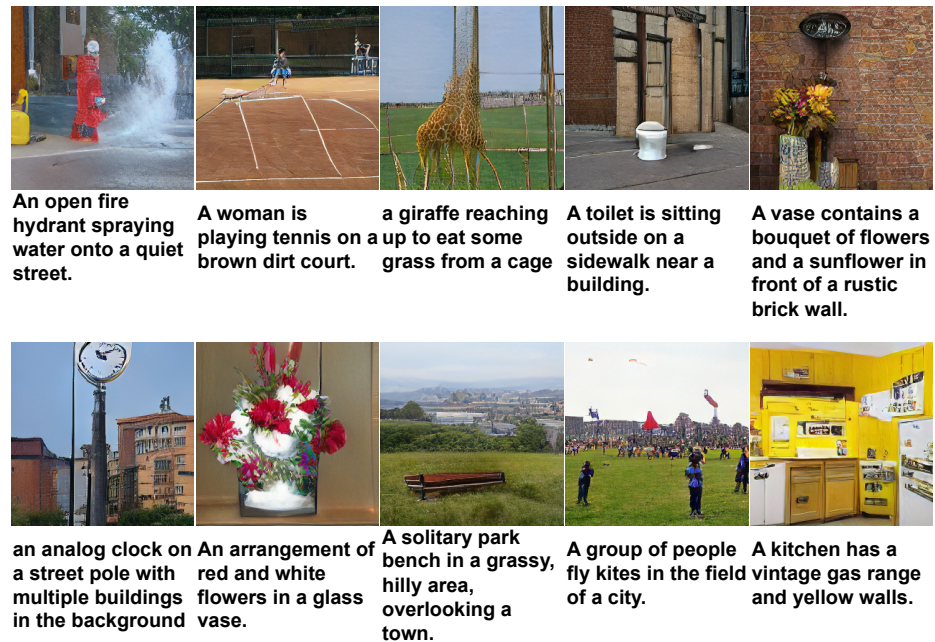 An open fire
hydrant spraying
water onto a quiet
street.
A woman is
playing tennis on a
brown dirt court.
a giraffe reaching
up to eat some
grass from a cage
A toilet is sitting
outside on a
sidewalk near a
building.
A vase contains a
bouquet of flowers
and a sunflower in
front of a rustic
brick wall.
an analog clock on
a street pole with
multiple buildings
in the background
An arrangement of
red and white
flowers in a glass
vase.
A solitary park
bench in a grassy,
hilly area,
overlooking a
town.
A group of people
fly kites in the field
of a city.
A kitchen has a
vintage gas range
and yellow walls.